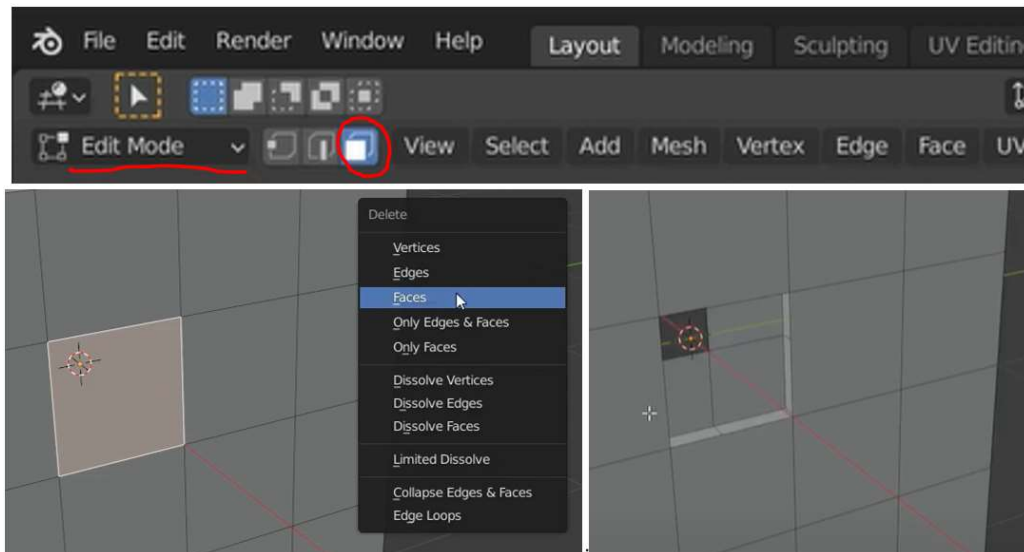 File Edit Render Window Help Layout Modeling Sculpting UV Editin
Edit Mode View Select Add Mesh Vertex Edge Face UV
Delete
Vertices
Edges
Faces
Only Edges & Faces
Only Faces
Dissolve Vertices
Dissolve Edges
Dissolve Faces
Limited Dissolve
Collapse Edges & Faces
Edge Loops